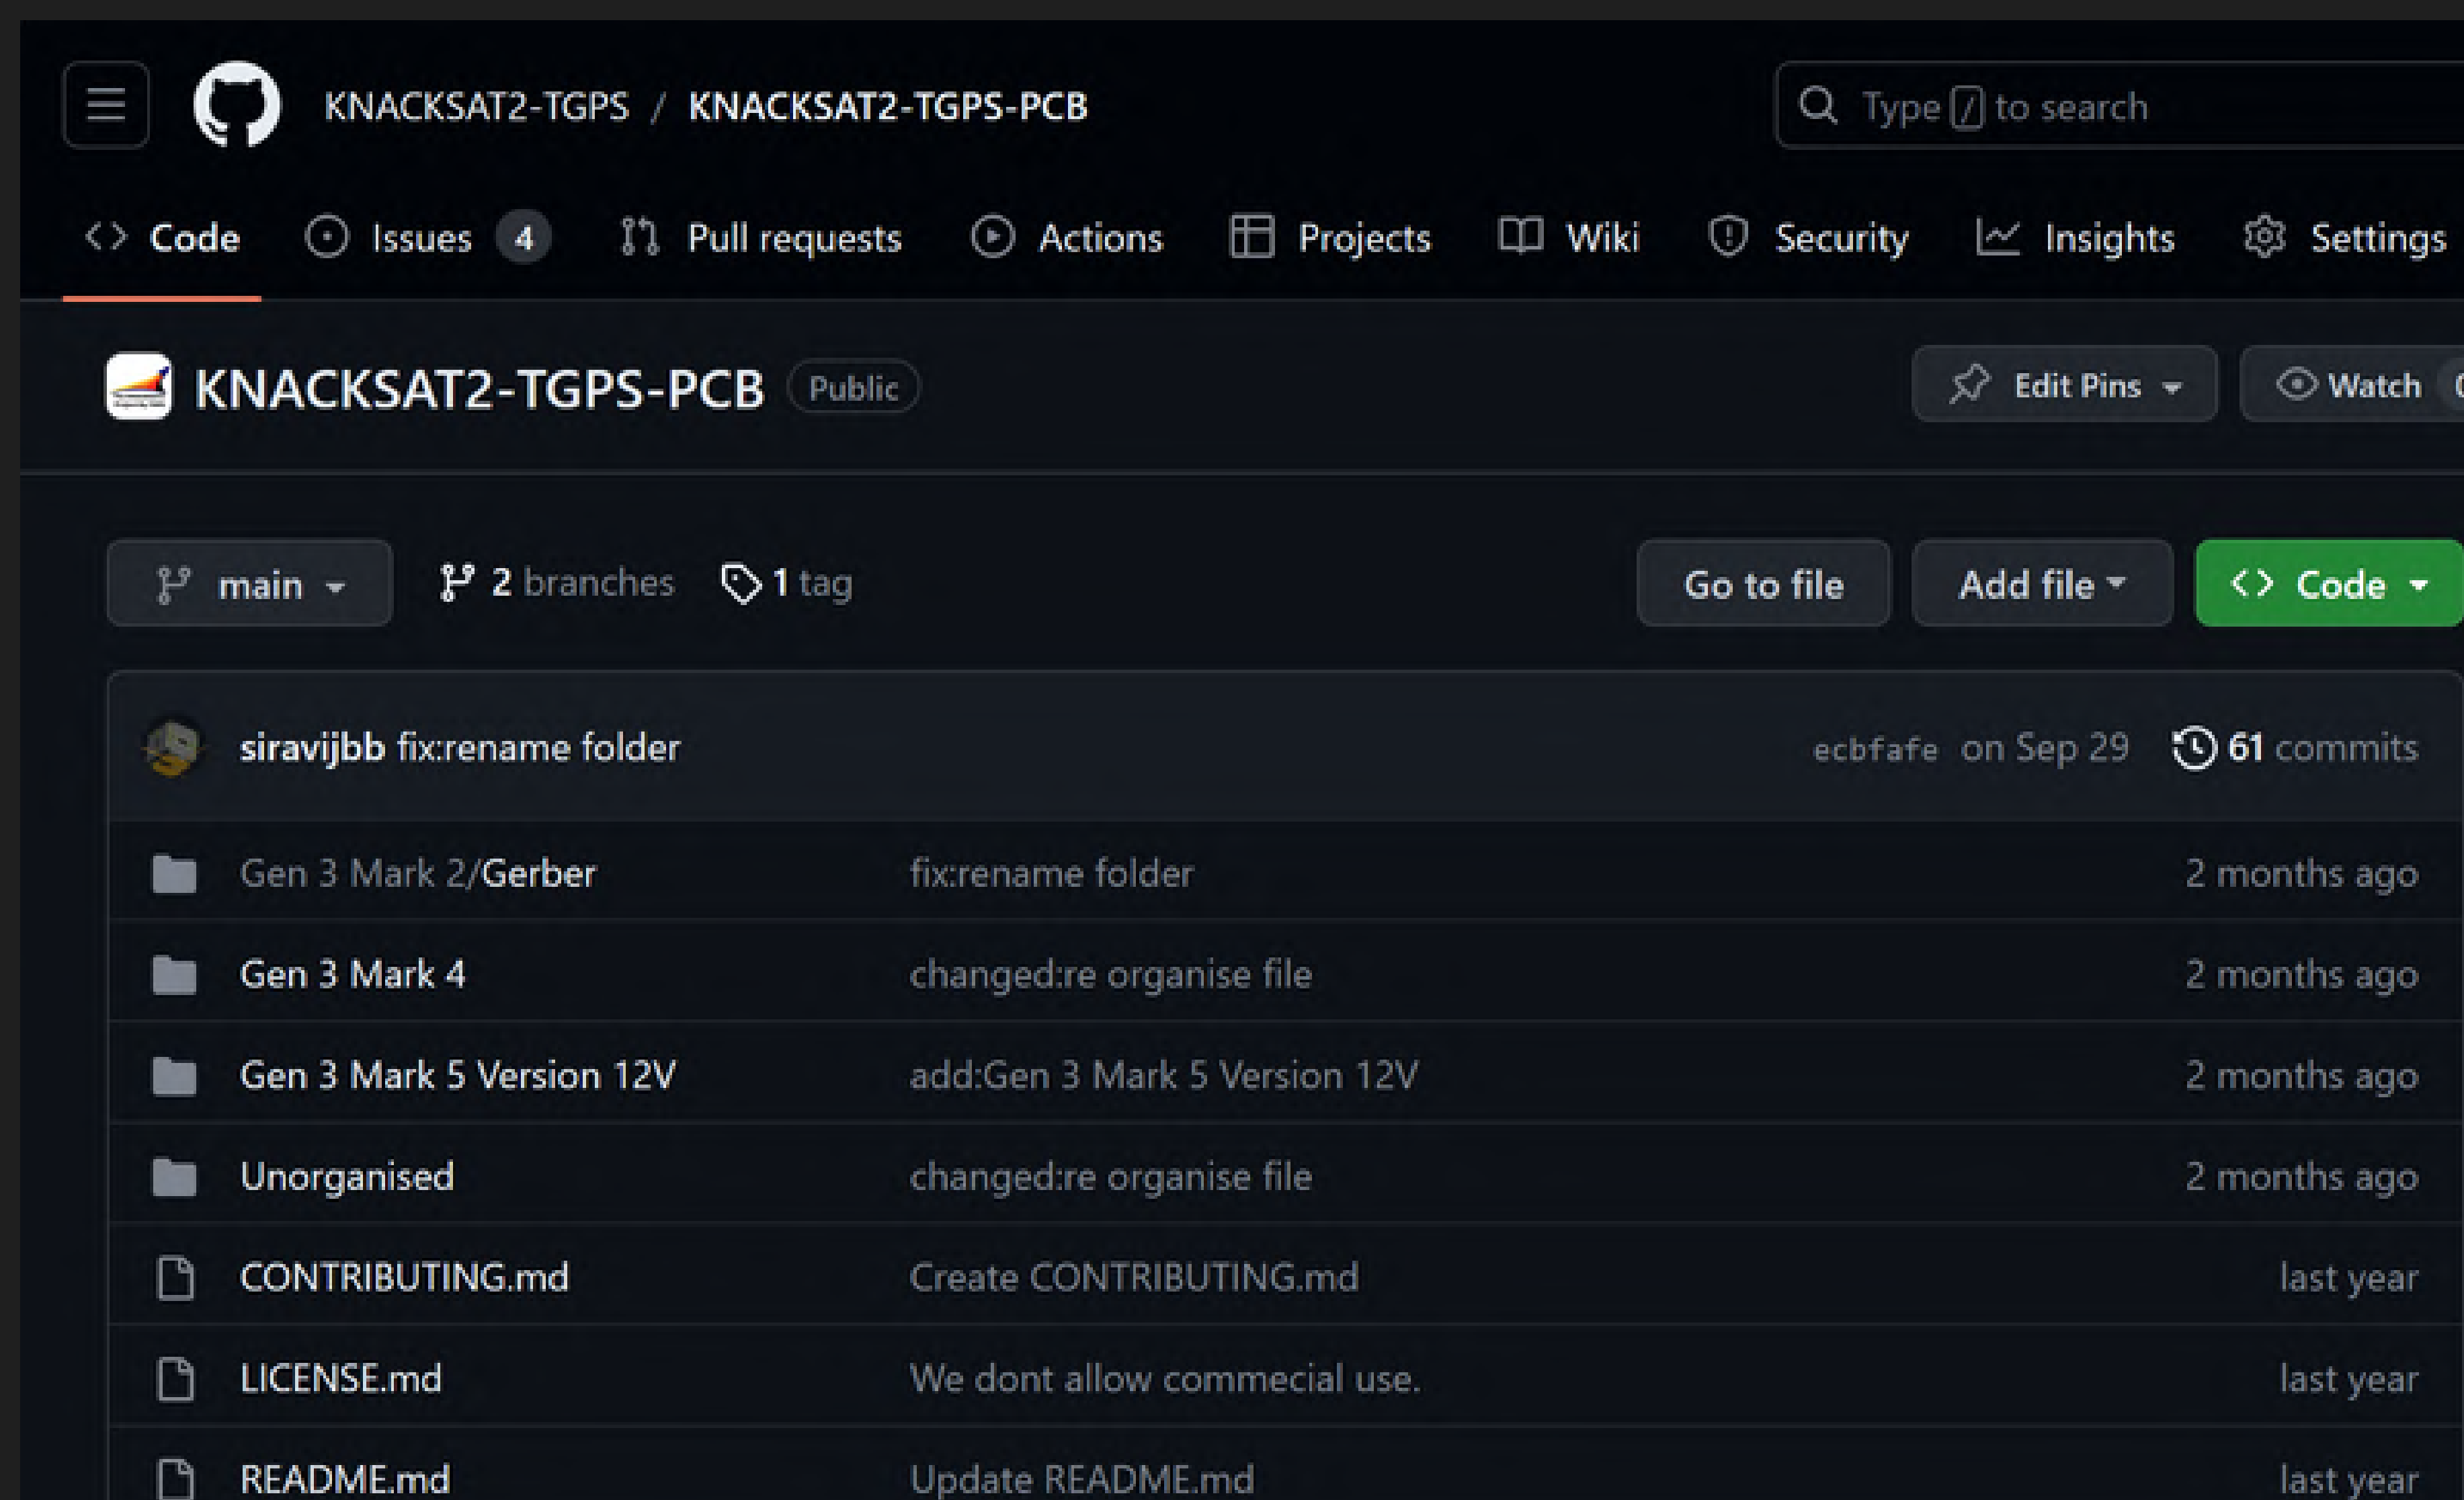 KNACKSAT2-TGPS / KNACKSAT2-TGPS-PCB
Type / to search
Code Issues 4 Pull requests Actions Projects Wiki Security Insights Settings
KNACKSAT2-TGPS-PCB Public
Edit Pins Watch
main 2 branches 1 tag
Go to file Add file Code
siravijbb fix:rename folder ecbfafe on Sep 29 61 commits
Gen 3 Mark 2/Gerber fix:rename folder 2 months ago
Gen 3 Mark 4 changed:re organise file 2 months ago
Gen 3 Mark 5 Version 12V add:Gen 3 Mark 5 Version 12V 2 months ago
Unorganised changed:re organise file 2 months ago
CONTRIBUTING.md Create CONTRIBUTING.md last year
LICENSE.md We dont allow commecial use. last year
README.md Update README.md last year